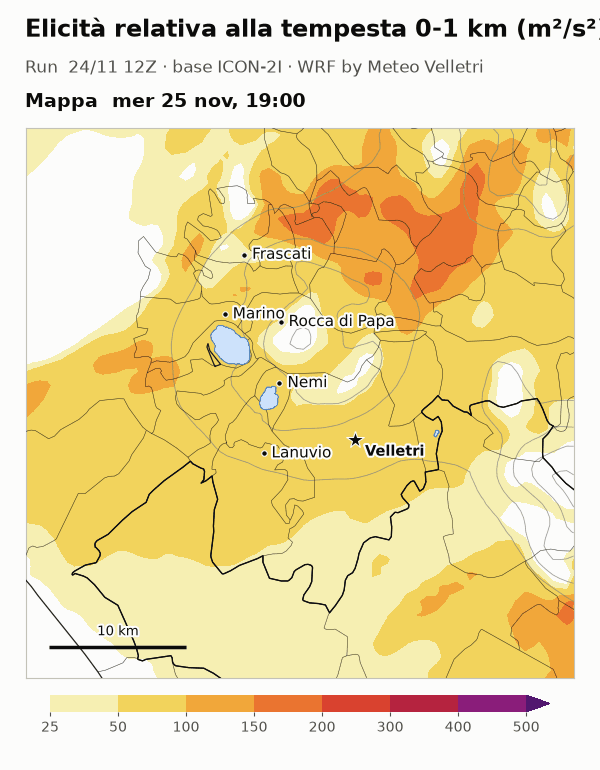 Elicità relativa alla tempesta 0-1 km (m²/s²)
Run  24/11 12Z · base ICON-2I · WRF by Meteo Velletri
Mappa  mer 25 nov, 19:00
Frascati
Marino
Rocca di Papa
Nemi
Velletri
Lanuvio
10 km
25 50 100 150 200 300 400 500